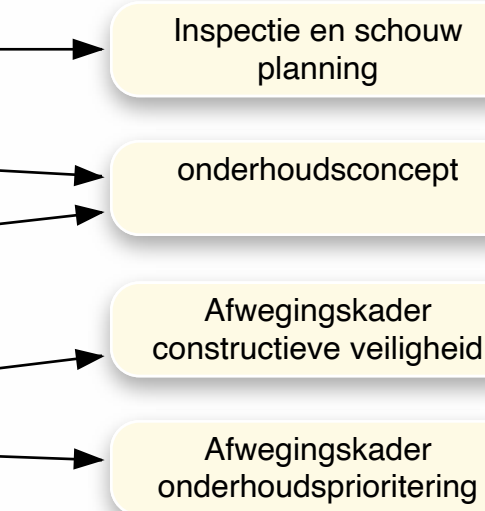 Inspectie en schouw
planning
onderhoudsconcept
Afwegingskader
constructieve veiligheid
Afwegingskader
onderhoudsprioritering